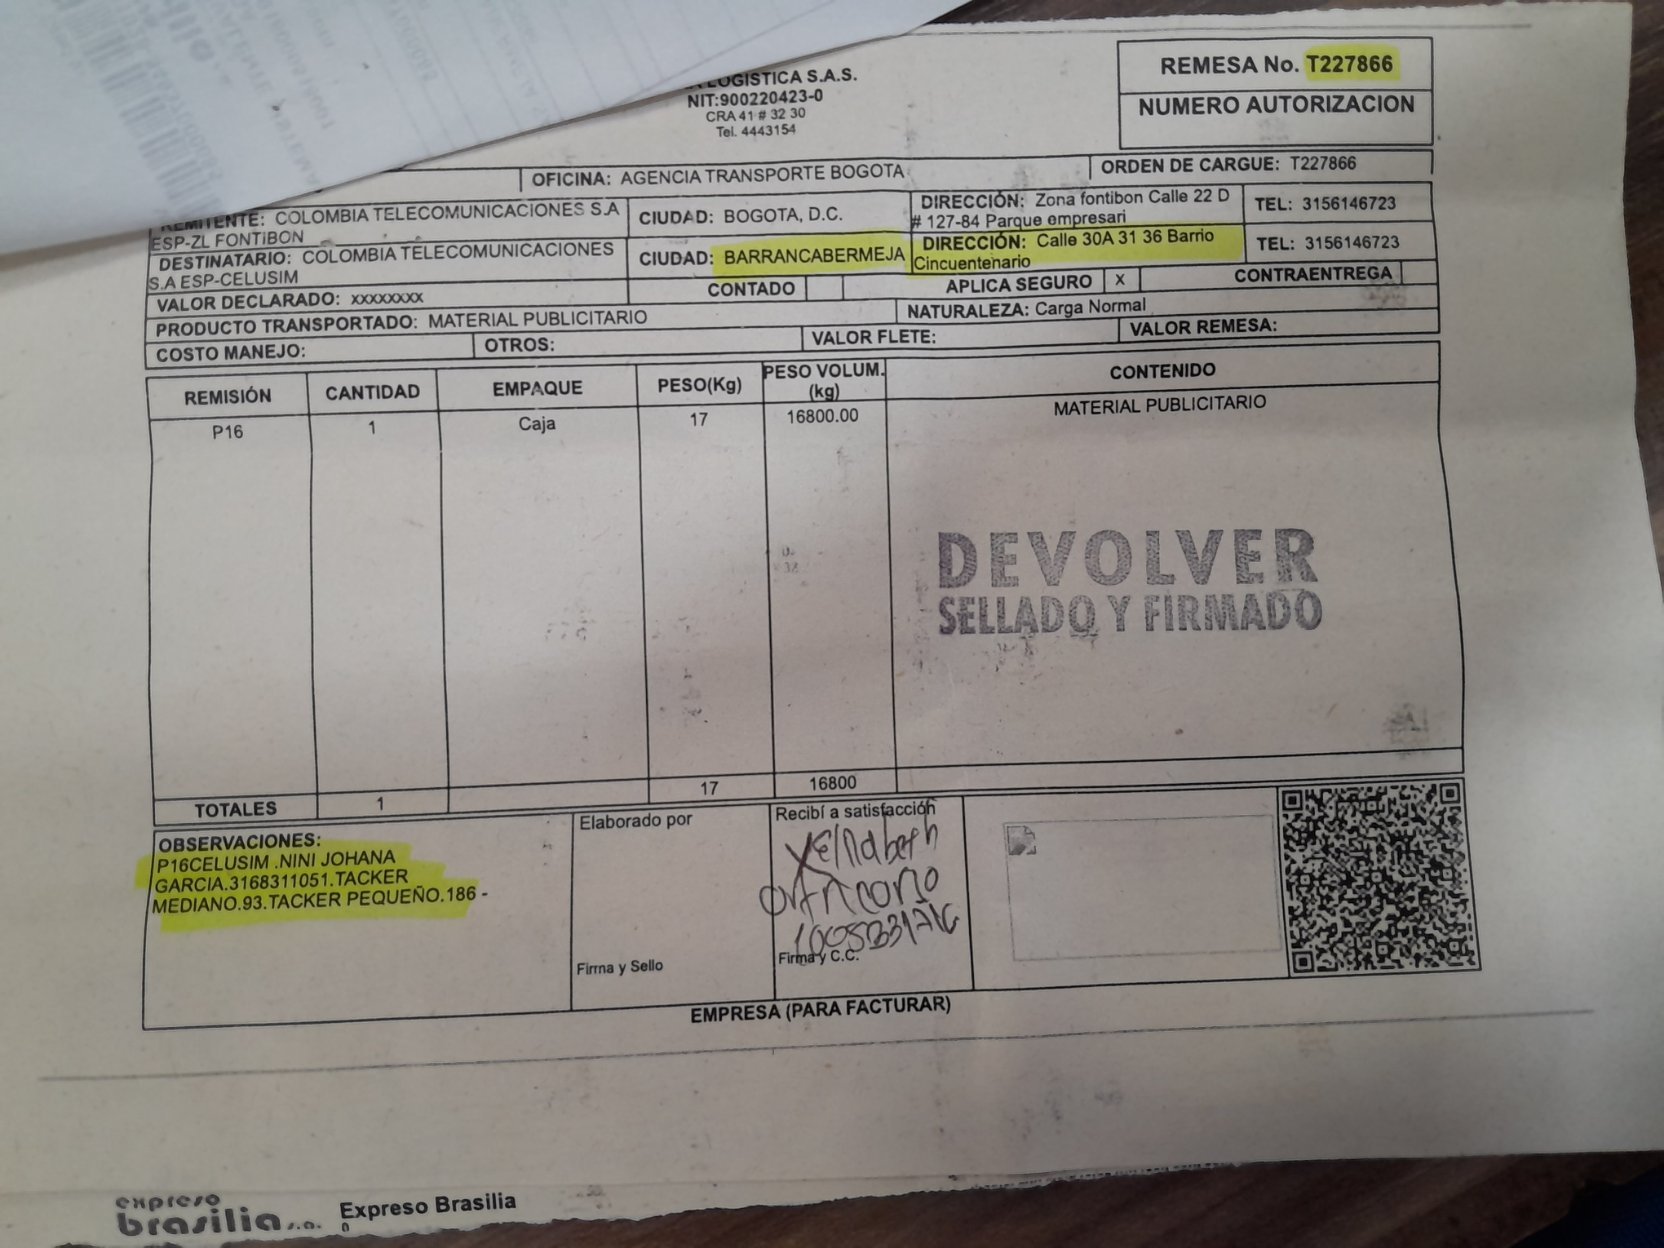 LOGISTICA S.A.S.
NIT:900220423-0
CRA 41 # 32 30
Tel. 4443154
REMESA No. T227866
NUMERO AUTORIZACION
OFICINA: AGENCIA TRANSPORTE BOGOTA
ORDEN DE CARGUE: T227866
REMITENTE: COLOMBIA TELECOMUNICACIONES S.A
ESP-ZL FONTIBON
CIUDAD: BOGOTA, D.C.
DIRECCIÓN: Zona fontibon Calle 22 D
# 127-84 Parque empresari
TEL: 3156146723
DESTINATARIO: COLOMBIA TELECOMUNICACIONES
S.A ESP-CELUSIM
CIUDAD: BARRANCABERMEJA
DIRECCIÓN: Calle 30A 31 36 Barrio
Cincuentenario
TEL: 3156146723
VALOR DECLARADO: xxxxxxxx
CONTADO
APLICA SEGURO X
CONTRAENTREGA
PRODUCTO TRANSPORTADO: MATERIAL PUBLICITARIO
NATURALEZA: Carga Normal
COSTO MANEJO:
OTROS:
VALOR FLETE:
VALOR REMESA:
REMISIÓN CANTIDAD EMPAQUE PESO(Kg) PESO VOLUM. (kg) CONTENIDO
P16 1 Caja 17 16800.00 MATERIAL PUBLICITARIO
DEVOLVER
SELLADO Y FIRMADO
TOTALES 1 17 16800
OBSERVACIONES:
P16CELUSIM .NINI JOHANA
GARCIA.3168311051.TACKER
MEDIANO.93.TACKER PEQUEÑO.186 -
Elaborado por
Firma y Sello
Recibí a satisfacción
Firma y C.C.
EMPRESA (PARA FACTURAR)
expreso
brasilia s.a.
Expreso Brasilia
0